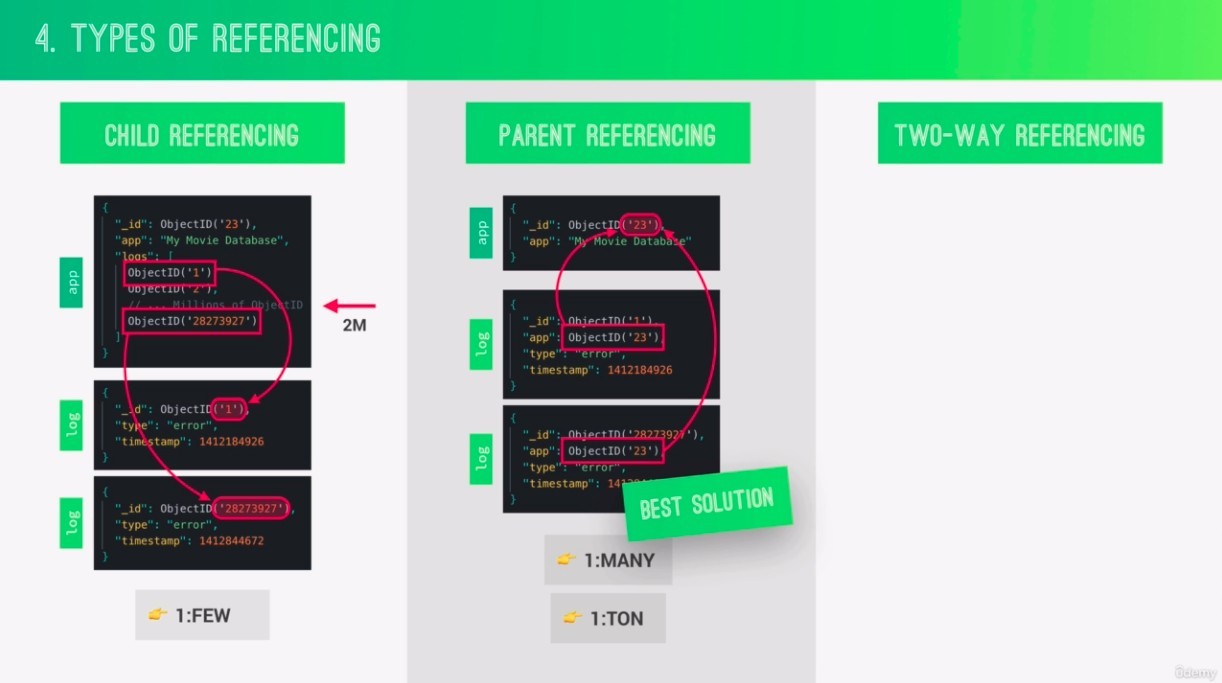 4. TYPES OF REFERENCING
CHILD REFERENCING
app
{
"_id": ObjectID('23'),
"app": "My Movie Database",
"logs": [
ObjectID('1')
ObjectID('2'),
// ... Millions of ObjectID
ObjectID('28273927')
]
}
2M
log
{
"_id": ObjectID('1'),
"type": "error",
"timestamp": 1412184926
}
log
{
"_id": ObjectID('28273927'),
"type": "error",
"timestamp": 1412844672
}
👉 1:FEW
PARENT REFERENCING
app
{
"_id": ObjectID('23'),
"app": "My Movie Database"
}
log
{
"_id": ObjectID('1'),
"app": ObjectID('23'),
"type": "error",
"timestamp": 1412184926
}
log
{
"_id": ObjectID('28273927'),
"app": ObjectID('23'),
"type": "error",
"timestamp":
}
BEST SOLUTION
👉 1:MANY
👉 1:TON
TWO-WAY REFERENCING
ûdemy